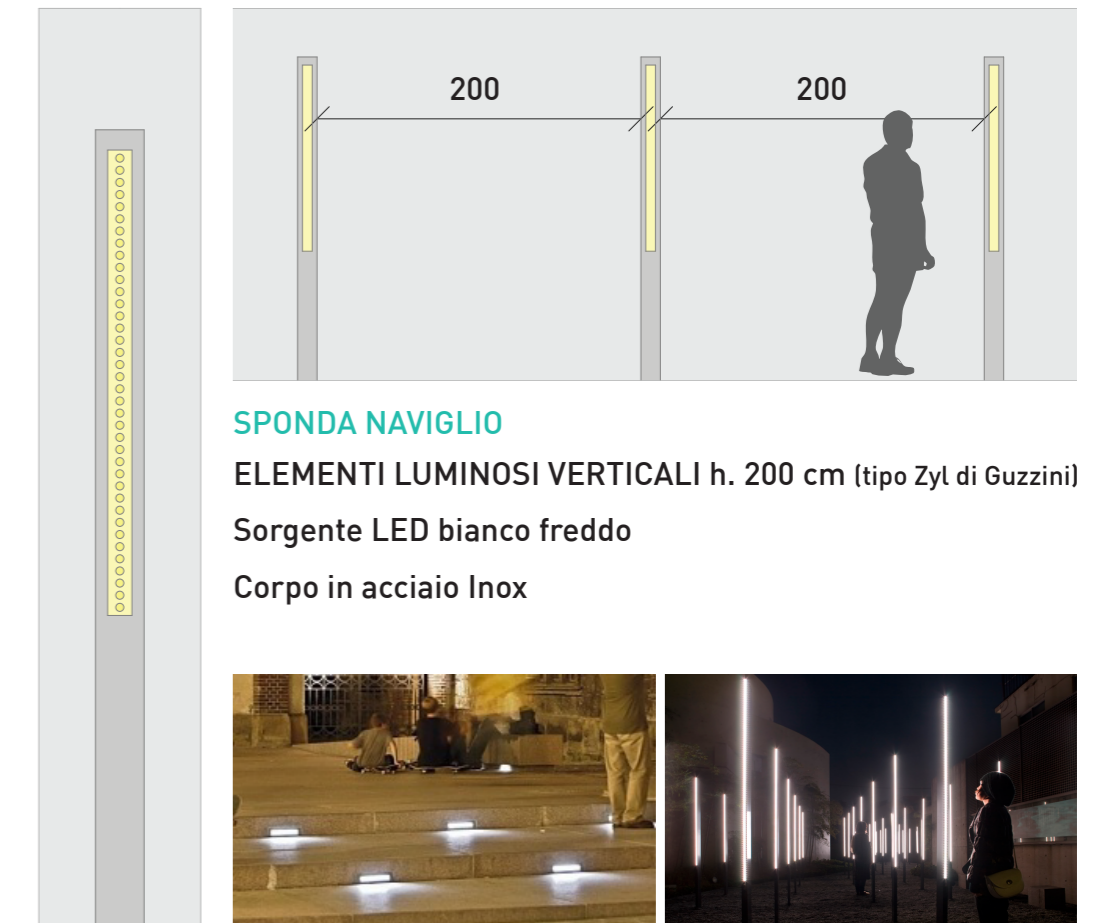 200
200
SPONDA NAVIGLIO
ELEMENTI LUMINOSI VERTICALI h. 200 cm (tipo Zyl di Guzzini)
Sorgente LED bianco freddo
Corpo in acciaio Inox